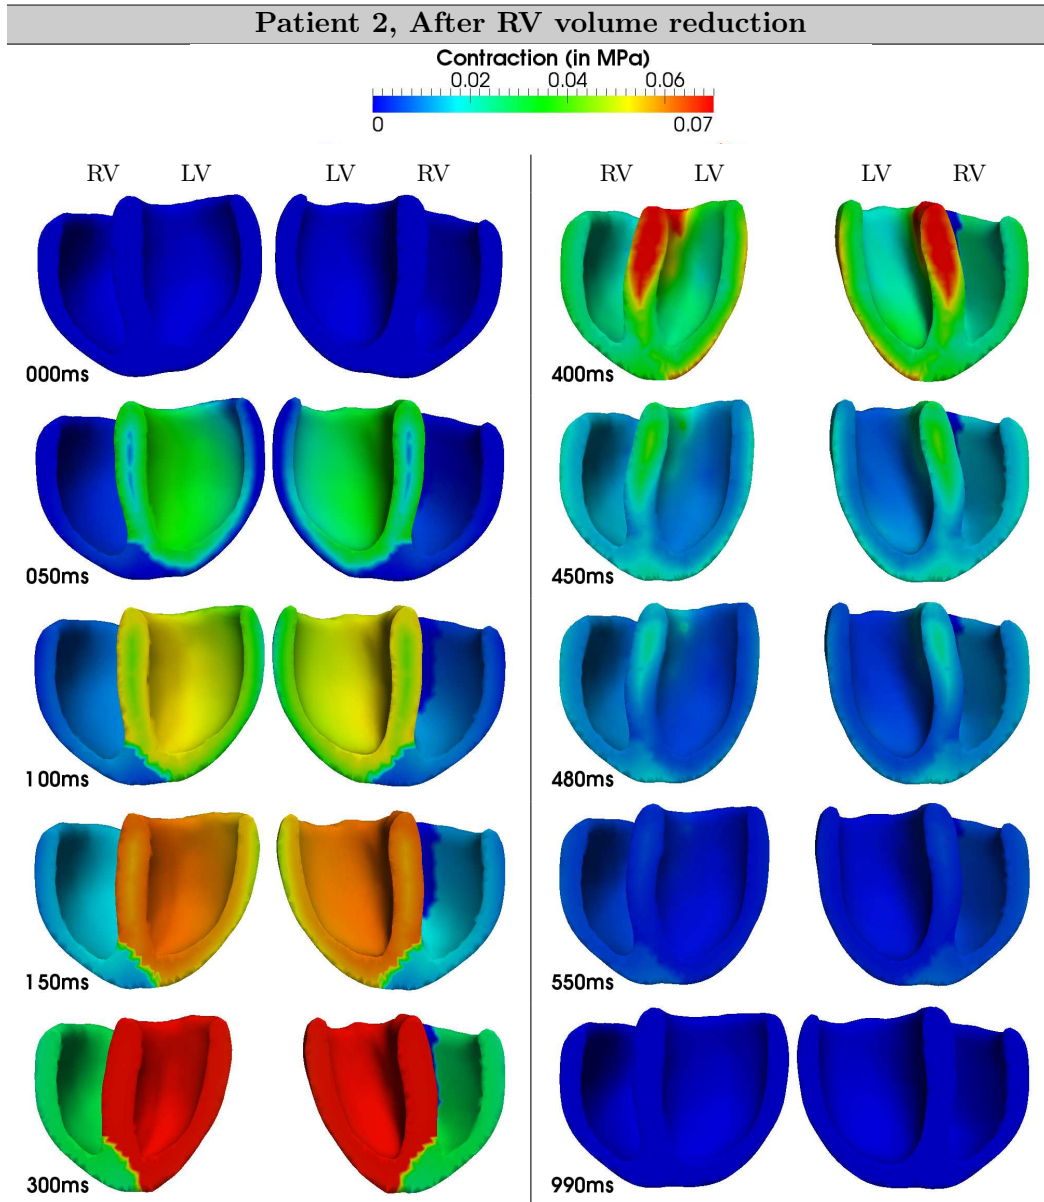 Patient 2, After RV volume reduction
Contraction (in MPa)
0.02 0.04 0.06
0 0.07
RV LV LV RV
RV LV LV RV
000ms
400ms
050ms
450ms
100ms
480ms
150ms
550ms
300ms
990ms